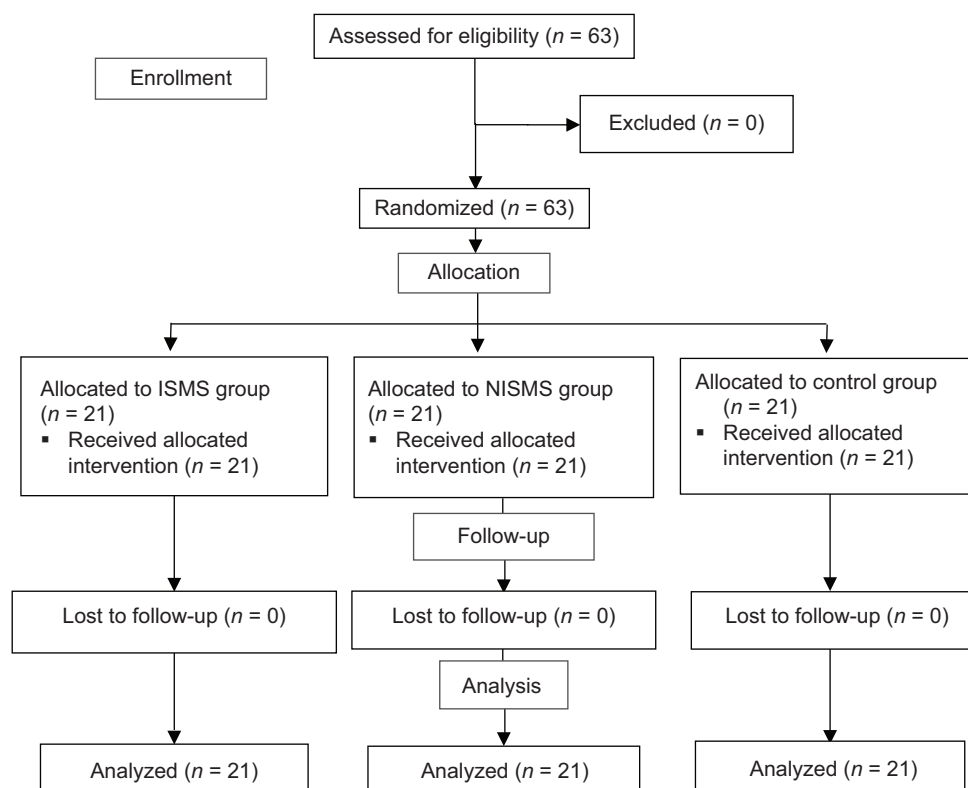 Assessed for eligibility (n = 63)
Enrollment
Excluded (n = 0)
Randomized (n = 63)
Allocation
Allocated to ISMS group
(n = 21)
▪ Received allocated
intervention (n = 21)
Allocated to NISMS group
(n = 21)
▪ Received allocated
intervention (n = 21)
Allocated to control group
(n = 21)
▪ Received allocated
intervention (n = 21)
Follow-up
Lost to follow-up (n = 0)
Lost to follow-up (n = 0)
Lost to follow-up (n = 0)
Analysis
Analyzed (n = 21)
Analyzed (n = 21)
Analyzed (n = 21)